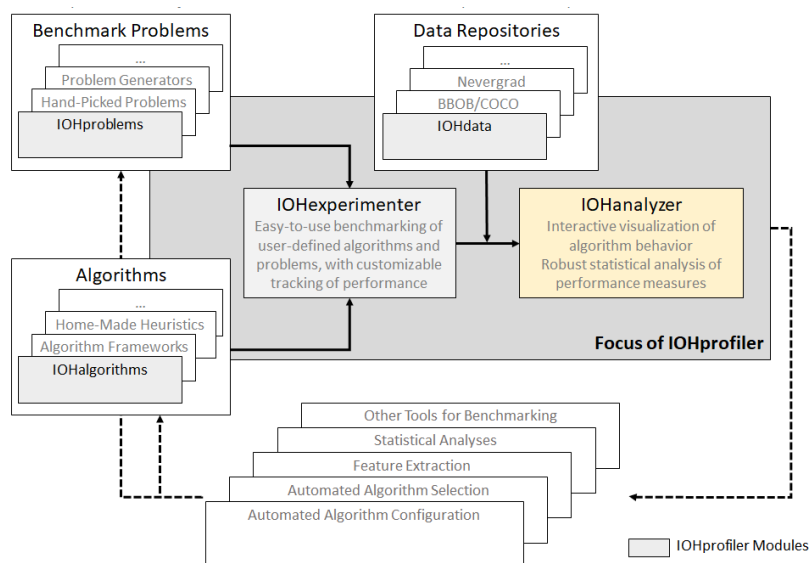 Benchmark Problems
...
Problem Generators
Hand-Picked Problems
IOHproblems
Data Repositories
...
Nevergrad
BBOB/COCO
IOHdata
IOHexperimenter
Easy-to-use benchmarking of
user-defined algorithms and
problems, with customizable
tracking of performance
IOHanalyzer
Interactive visualization of
algorithm behavior
Robust statistical analysis of
performance measures
Focus of IOHprofiler
Algorithms
...
Home-Made Heuristics
Algorithm Frameworks
IOHalgorithms
Other Tools for Benchmarking
Statistical Analyses
Feature Extraction
Automated Algorithm Selection
Automated Algorithm Configuration
IOHprofiler Modules